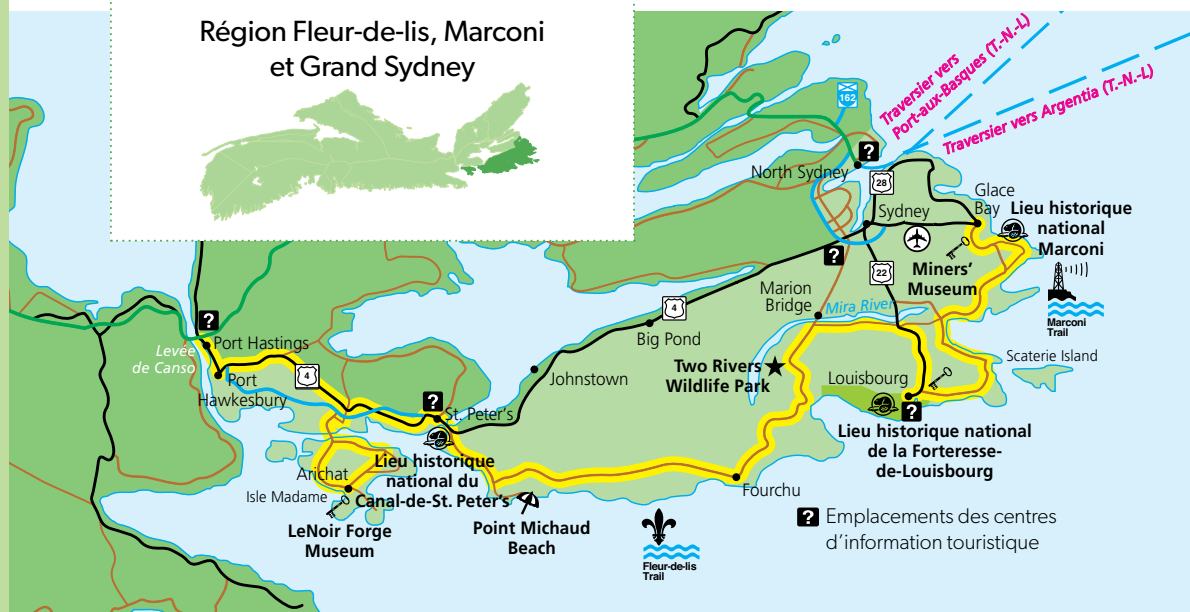 Région Fleur-de-lis, Marconi
et Grand Sydney
Traversier vers
Port-aux-Basques (T.-N.-L)
Traversier vers Argentia (T.-N.-L)
162
North Sydney
28
Glace
Bay
Sydney
Lieu historique
national
Marconi
22
Miners'
Museum
Marion
Bridge
Mira River
Marconi
Trail
4
Big Pond
Port Hastings
Levée
de Canso
Port
Hawkesbury
4
Johnstown
Two Rivers
Wildlife Park
Scaterie Island
Louisbourg
St. Peter's
Lieu historique national
de la Forteresse-
de-Louisbourg
Lieu historique
national du
Canal-de-St. Peter's
Arichat
Isle Madame
LeNoir Forge
Museum
Point Michaud
Beach
Fourchu
Fleur-de-lis
Trail
? Emplacements des centres
d'information touristique